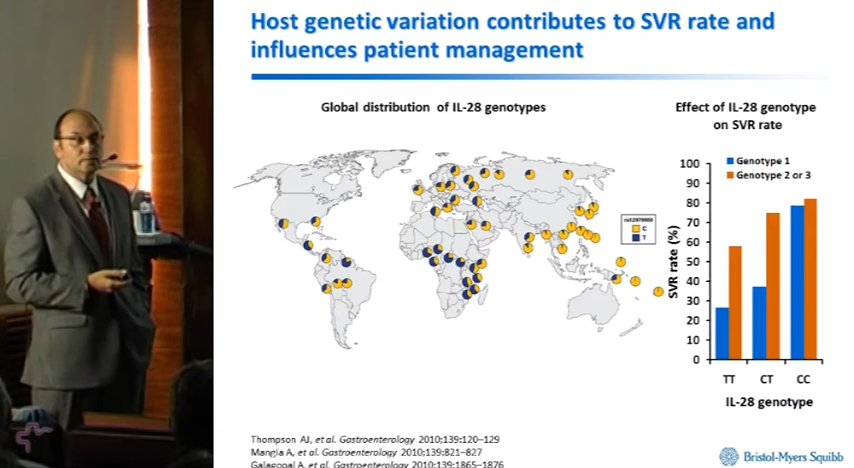 Host genetic variation contributes to SVR rate and
influences patient management
Global distribution of IL-28 genotypes
Effect of IL-28 genotype
on SVR rate
C
T
SVR rate (%)
100
90
80
70
60
50
40
30
20
10
0
Genotype 1
Genotype 2 or 3
TT CT CC
IL-28 genotype
Thompson AJ, et al. Gastroenterology 2010;139:120–129
Mangia A, et al. Gastroenterology 2010;139:821–827
Galaggoal A, et al. Gastroenterology 2010;139:1865–1876
Bristol-Myers Squibb